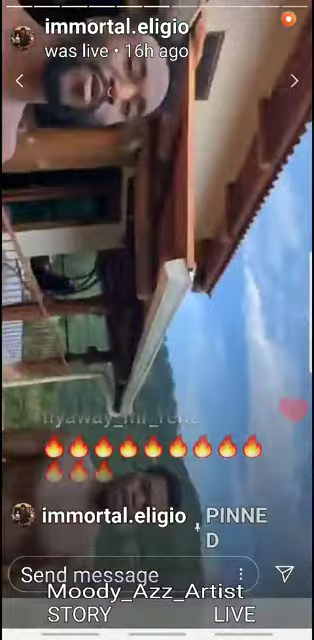 immortal.eligio
was live • 16h ago
🔥🔥🔥🔥🔥🔥🔥🔥🔥
🔥🔥🔥
immortal.eligio PINNE
D
Send message
Moody_Azz_Artist
STORY LIVE